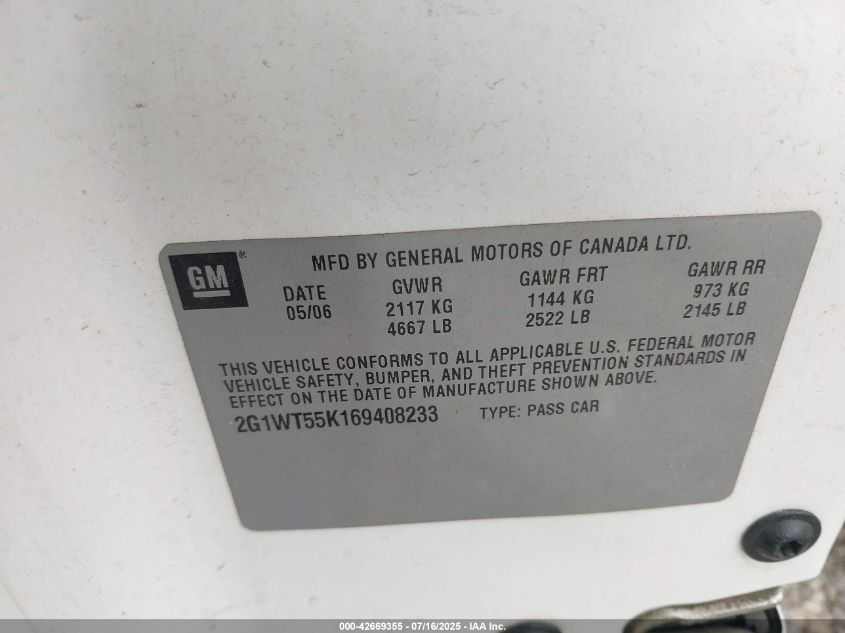 GM ®
MFD BY GENERAL MOTORS OF CANADA LTD.
DATE GVWR GAWR FRT GAWR RR
05/06 2117 KG 1144 KG 973 KG
4667 LB 2522 LB 2145 LB
THIS VEHICLE CONFORMS TO ALL APPLICABLE U.S. FEDERAL MOTOR
VEHICLE SAFETY, BUMPER, AND THEFT PREVENTION STANDARDS IN
EFFECT ON THE DATE OF MANUFACTURE SHOWN ABOVE.
2G1WT55K169408233 TYPE: PASS CAR
000-42669355 - 07/16/2025 - IAA Inc.